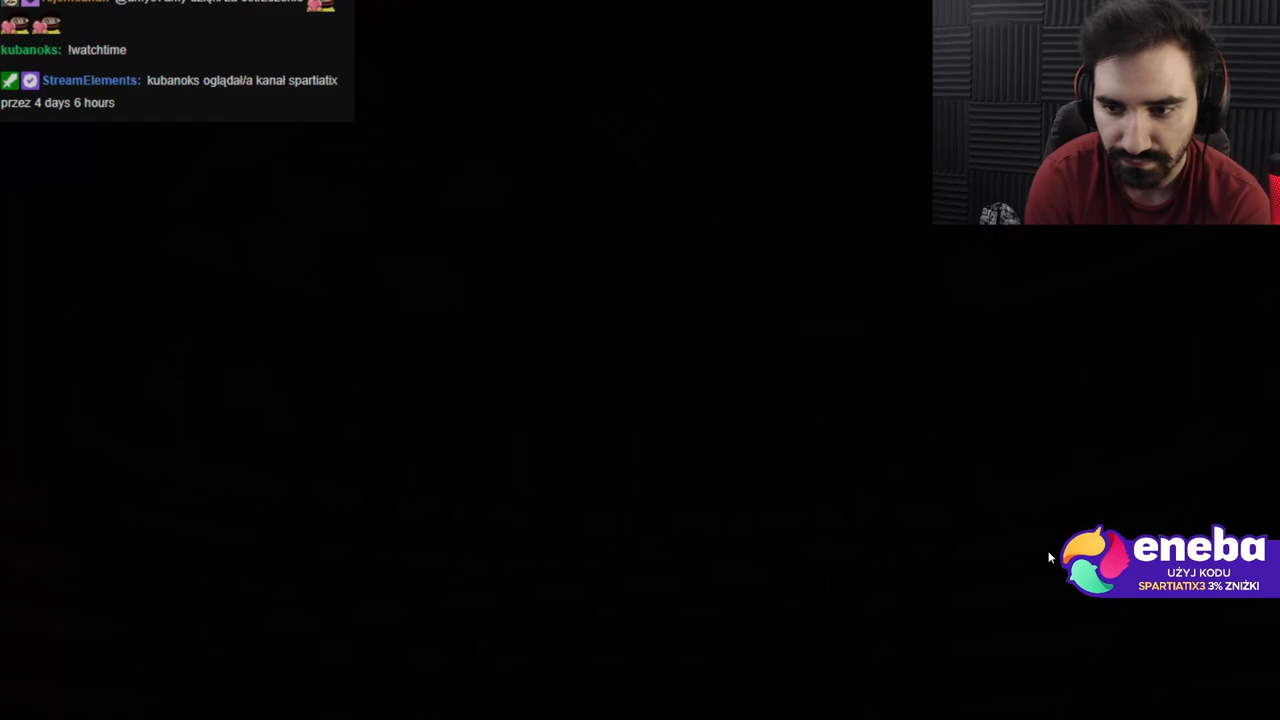 kubanoks: !watchtime
StreamElements: kubanoks oglądał/a kanał spartiatix
przez 4 days 6 hours
eneba
UŻYJ KODU
SPARTIATIX3 3% ZNIŻKI